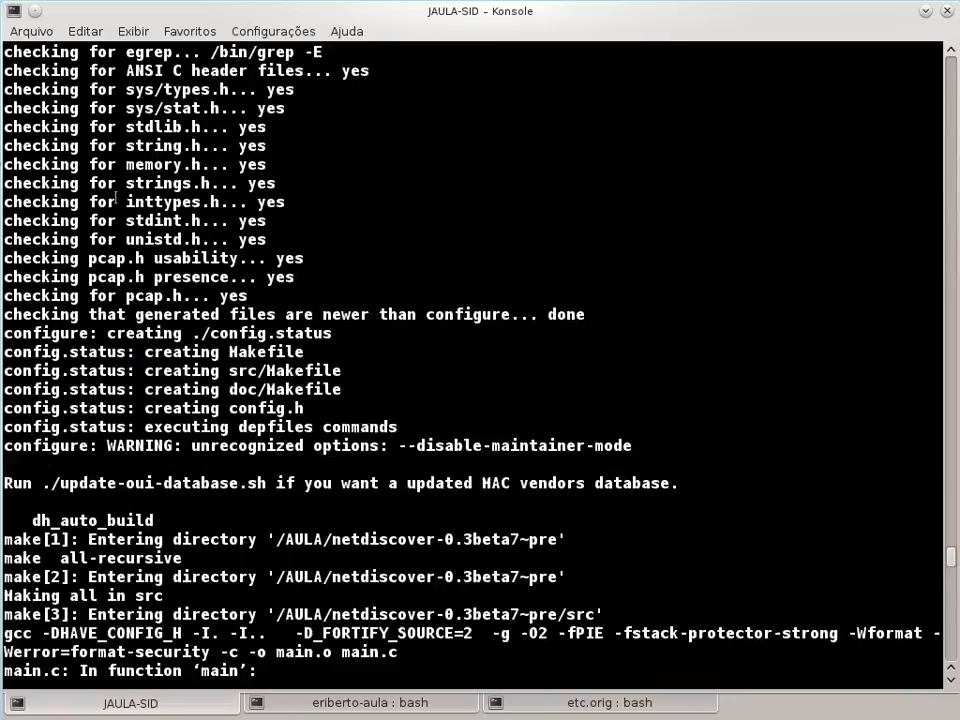 JAULA-SID - Konsole
Arquivo Editar Exibir Favoritos Configurações Ajuda
checking for egrep... /bin/grep -E
checking for ANSI C header files... yes
checking for sys/types.h... yes
checking for sys/stat.h... yes
checking for stdlib.h... yes
checking for string.h... yes
checking for memory.h... yes
checking for strings.h... yes
checking for inttypes.h... yes
checking for stdint.h... yes
checking for unistd.h... yes
checking pcap.h usability... yes
checking pcap.h presence... yes
checking for pcap.h... yes
checking that generated files are newer than configure... done
configure: creating ./config.status
config.status: creating Makefile
config.status: creating src/Makefile
config.status: creating doc/Makefile
config.status: creating config.h
config.status: executing depfiles commands
configure: WARNING: unrecognized options: --disable-maintainer-mode
Run ./update-oui-database.sh if you want a updated MAC vendors database.
dh_auto_build
make[1]: Entering directory '/AULA/netdiscover-0.3beta7~pre'
make  all-recursive
make[2]: Entering directory '/AULA/netdiscover-0.3beta7~pre'
Making all in src
make[3]: Entering directory '/AULA/netdiscover-0.3beta7~pre/src'
gcc -DHAVE_CONFIG_H -I. -I..   -D_FORTIFY_SOURCE=2  -g -O2 -fPIE -fstack-protector-strong -Wformat -
Werror=format-security -c -o main.o main.c
main.c: In function ‘main’:
JAULA-SID eriberto-aula : bash etc.orig : bash